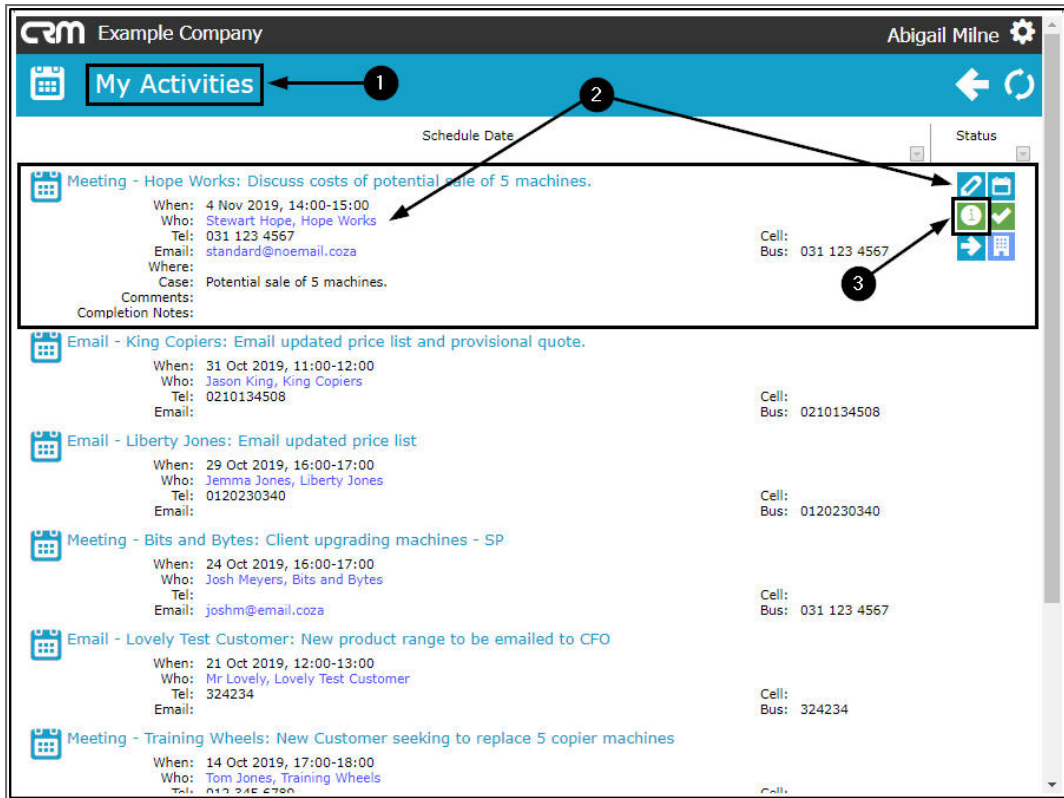 CRM Example Company Abigail Milne
My Activities 1
2
Schedule Date Status
Meeting - Hope Works: Discuss costs of potential sale of 5 machines.
When: 4 Nov 2019, 14:00-15:00
Who: Stewart Hope, Hope Works
Tel: 031 123 4567 Cell:
Email: standard@noemail.coza Bus: 031 123 4567
Where:
3
Case: Potential sale of 5 machines.
Comments:
Completion Notes:
Email - King Copiers: Email updated price list and provisional quote.
When: 31 Oct 2019, 11:00-12:00
Who: Jason King, King Copiers
Tel: 0210134508 Cell:
Email: Bus: 0210134508
Email - Liberty Jones: Email updated price list
When: 29 Oct 2019, 16:00-17:00
Who: Jemma Jones, Liberty Jones
Tel: 0120230340 Cell:
Email: Bus: 0120230340
Meeting - Bits and Bytes: Client upgrading machines - SP
When: 24 Oct 2019, 16:00-17:00
Who: Josh Meyers, Bits and Bytes
Tel: Cell:
Email: joshm@email.coza Bus: 031 123 4567
Email - Lovely Test Customer: New product range to be emailed to CFO
When: 21 Oct 2019, 12:00-13:00
Who: Mr Lovely, Lovely Test Customer
Tel: 324234 Cell:
Email: Bus: 324234
Meeting - Training Wheels: New Customer seeking to replace 5 copier machines
When: 14 Oct 2019, 17:00-18:00
Who: Tom Jones, Training Wheels
Tel: 012 345 6789 Cell: